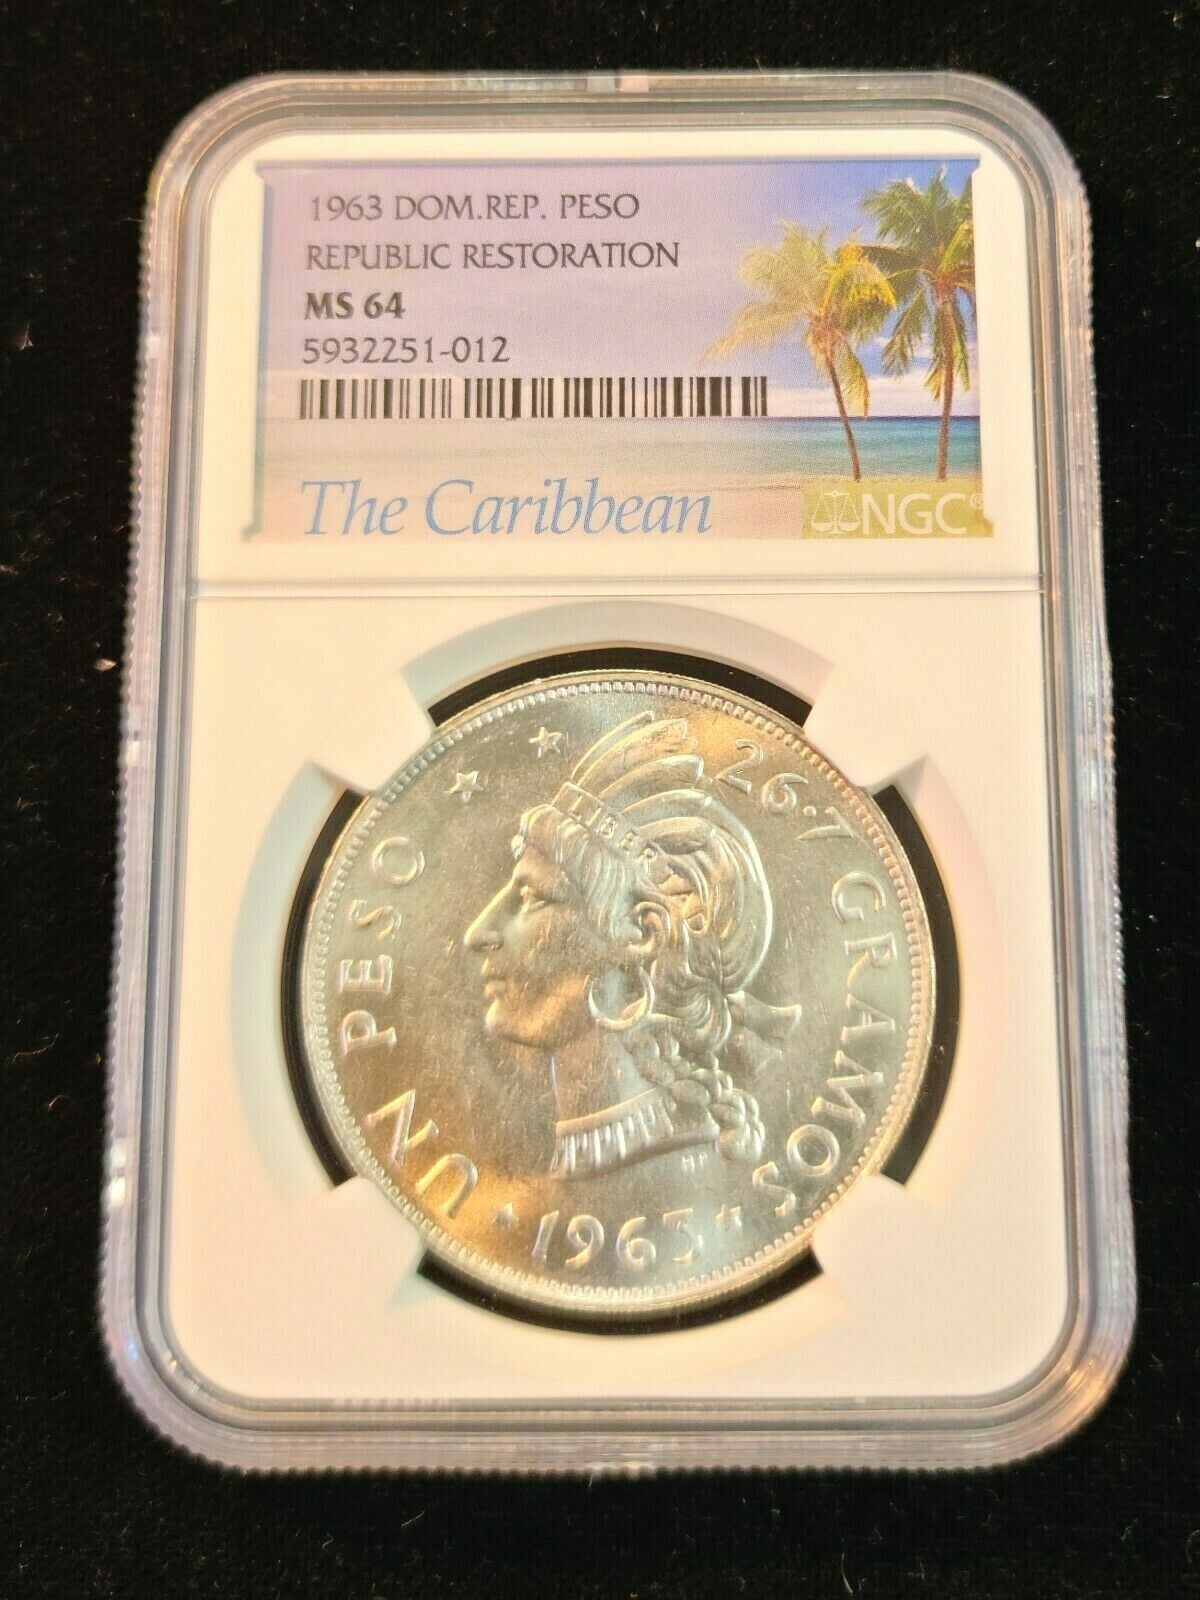 1963 DOM.REP. PESO
REPUBLIC RESTORATION
MS 64
5932251-012
The Caribbean
NGC®
UN PESO
26·7 GRAMOS
LIBERTAD
HP
1963